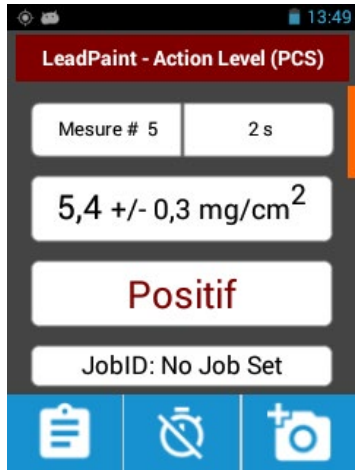 13:49
LeadPaint - Action Level (PCS)
Mesure # 5 2 s
5,4 +/- 0,3 mg/cm²
Positif
JobID: No Job Set